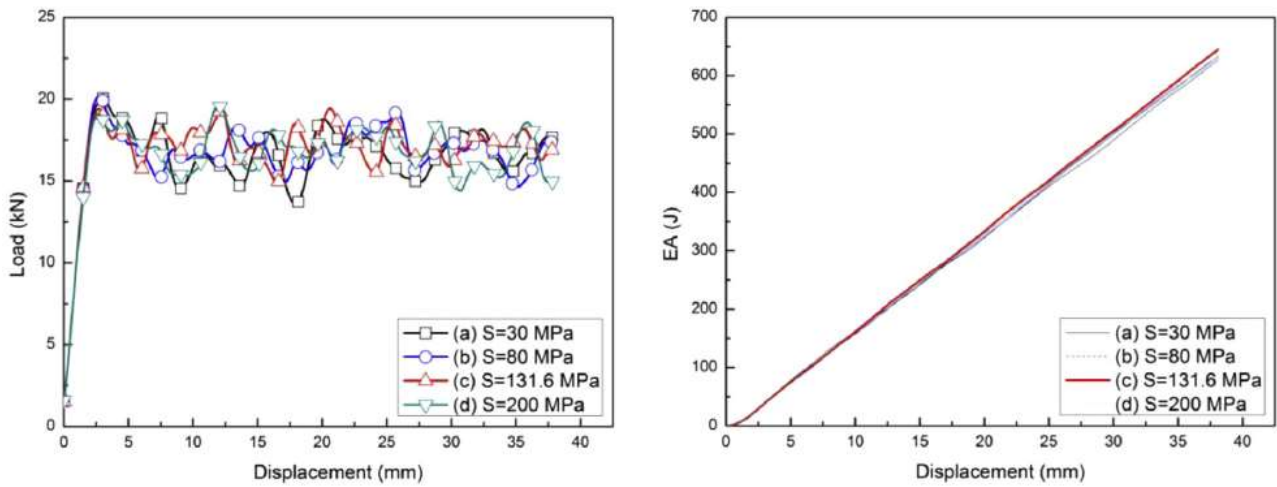 25
20
15
10
5
0
Load (kN)
0 5 10 15 20 25 30 35 40
Displacement (mm)
(a) S=30 MPa
(b) S=80 MPa
(c) S=131.6 MPa
(d) S=200 MPa
700
600
500
400
300
200
100
0
EA (J)
0 5 10 15 20 25 30 35 40
Displacement (mm)
(a) S=30 MPa
(b) S=80 MPa
(c) S=131.6 MPa
(d) S=200 MPa